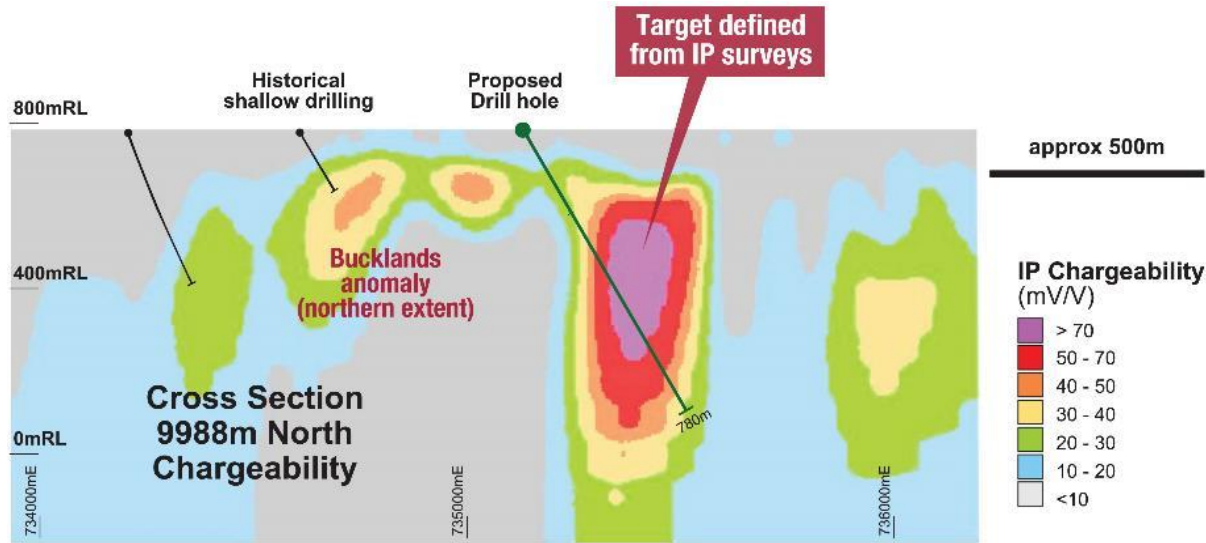 Target defined
from IP surveys
Historical
shallow drilling
Proposed
Drill hole
800mRL
approx 500m
400mRL
Bucklands
anomaly
(northern extent)
IP Chargeability
(mV/V)
> 70
50 - 70
40 - 50
30 - 40
20 - 30
10 - 20
<10
Cross Section
9988m North
Chargeability
780m
0mRL
734000mE
735000mE
736000mE